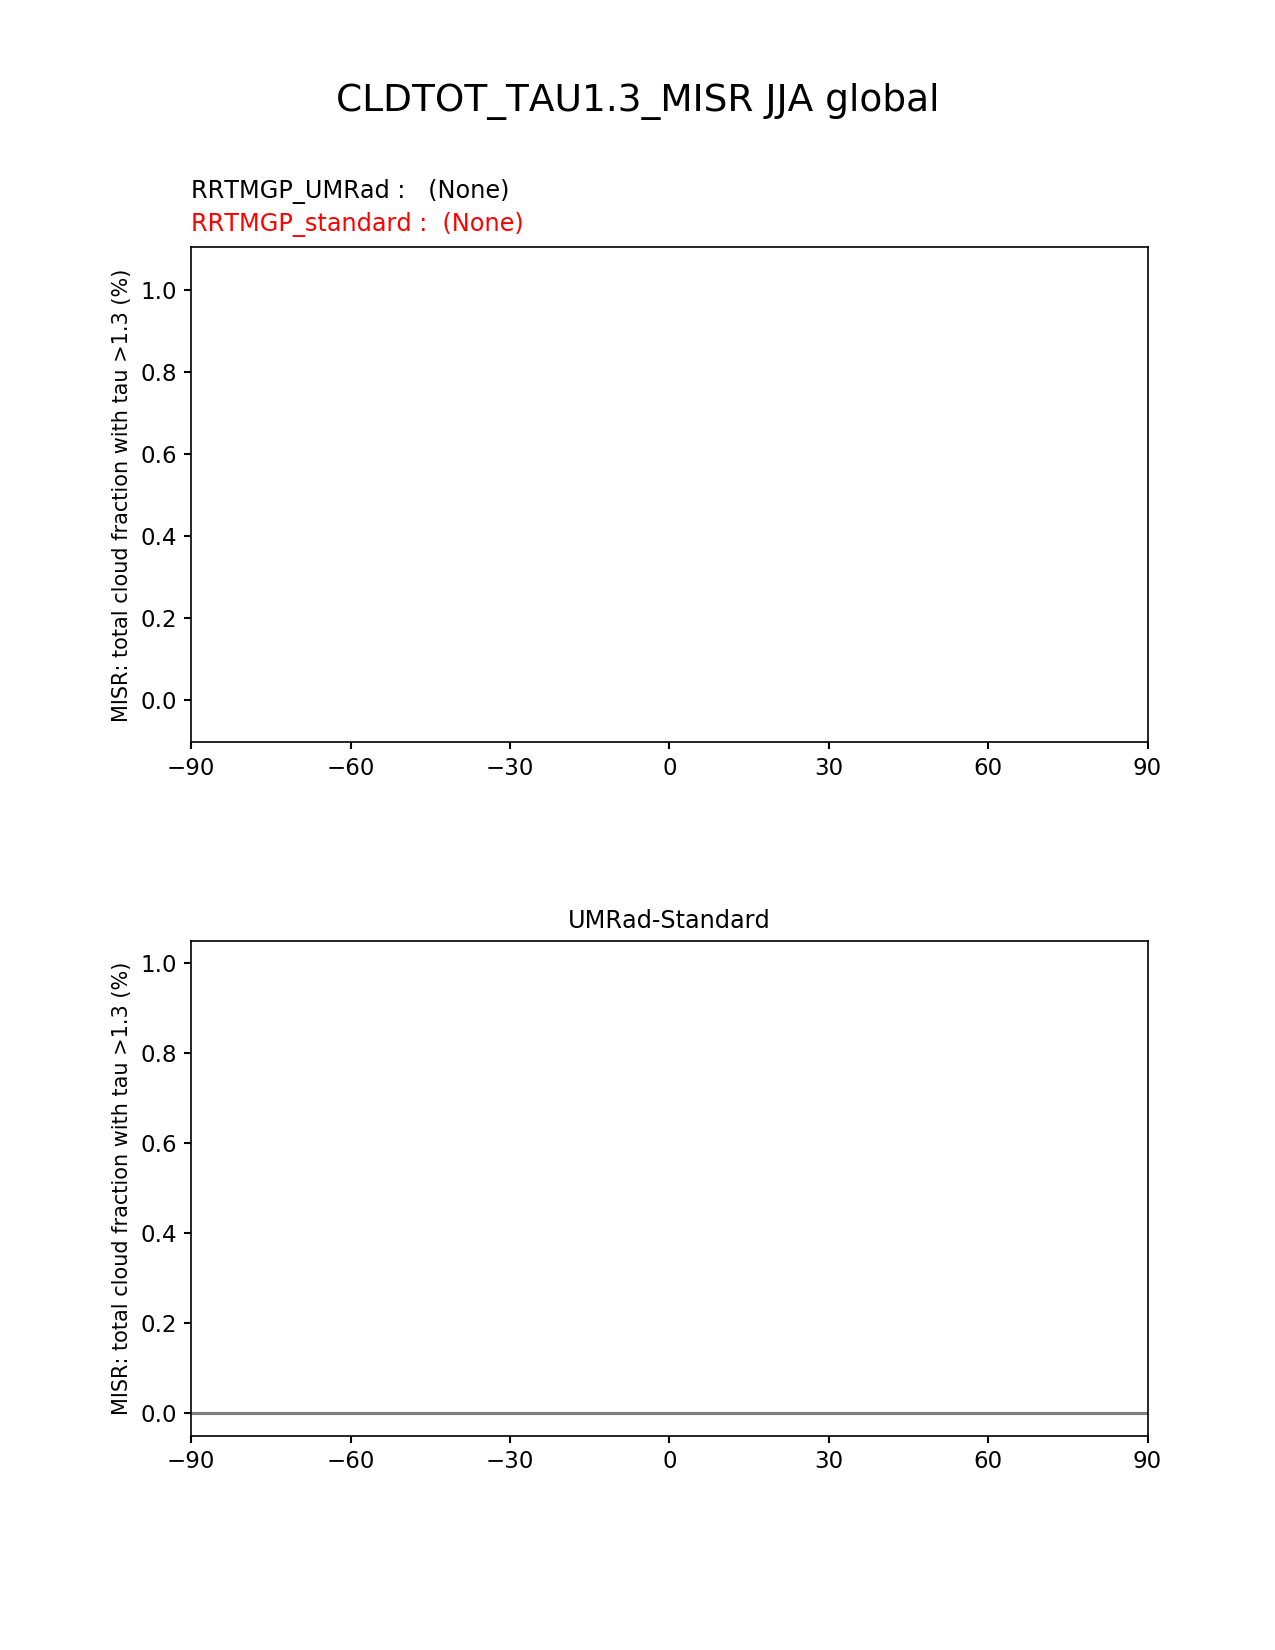 CLDTOT_TAU1.3_MISR JJA global
RRTMGP_UMRad :   (None)
RRTMGP_standard :  (None)
MISR: total cloud fraction with tau >1.3 (%)
1.0
0.8
0.6
0.4
0.2
0.0
−90 −60 −30 0 30 60 90
UMRad-Standard
MISR: total cloud fraction with tau >1.3 (%)
1.0
0.8
0.6
0.4
0.2
0.0
−90 −60 −30 0 30 60 90